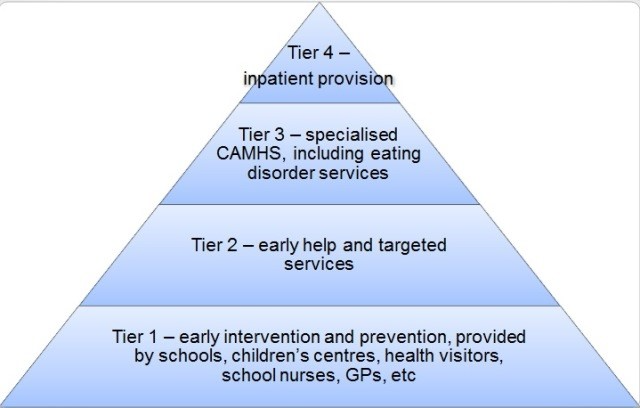 Tier 4 –
inpatient provision
Tier 3 – specialised
CAMHS, including eating
disorder services
Tier 2 – early help and targeted
services
Tier 1 – early intervention and prevention, provided
by schools, children’s centres, health visitors,
school nurses, GPs, etc